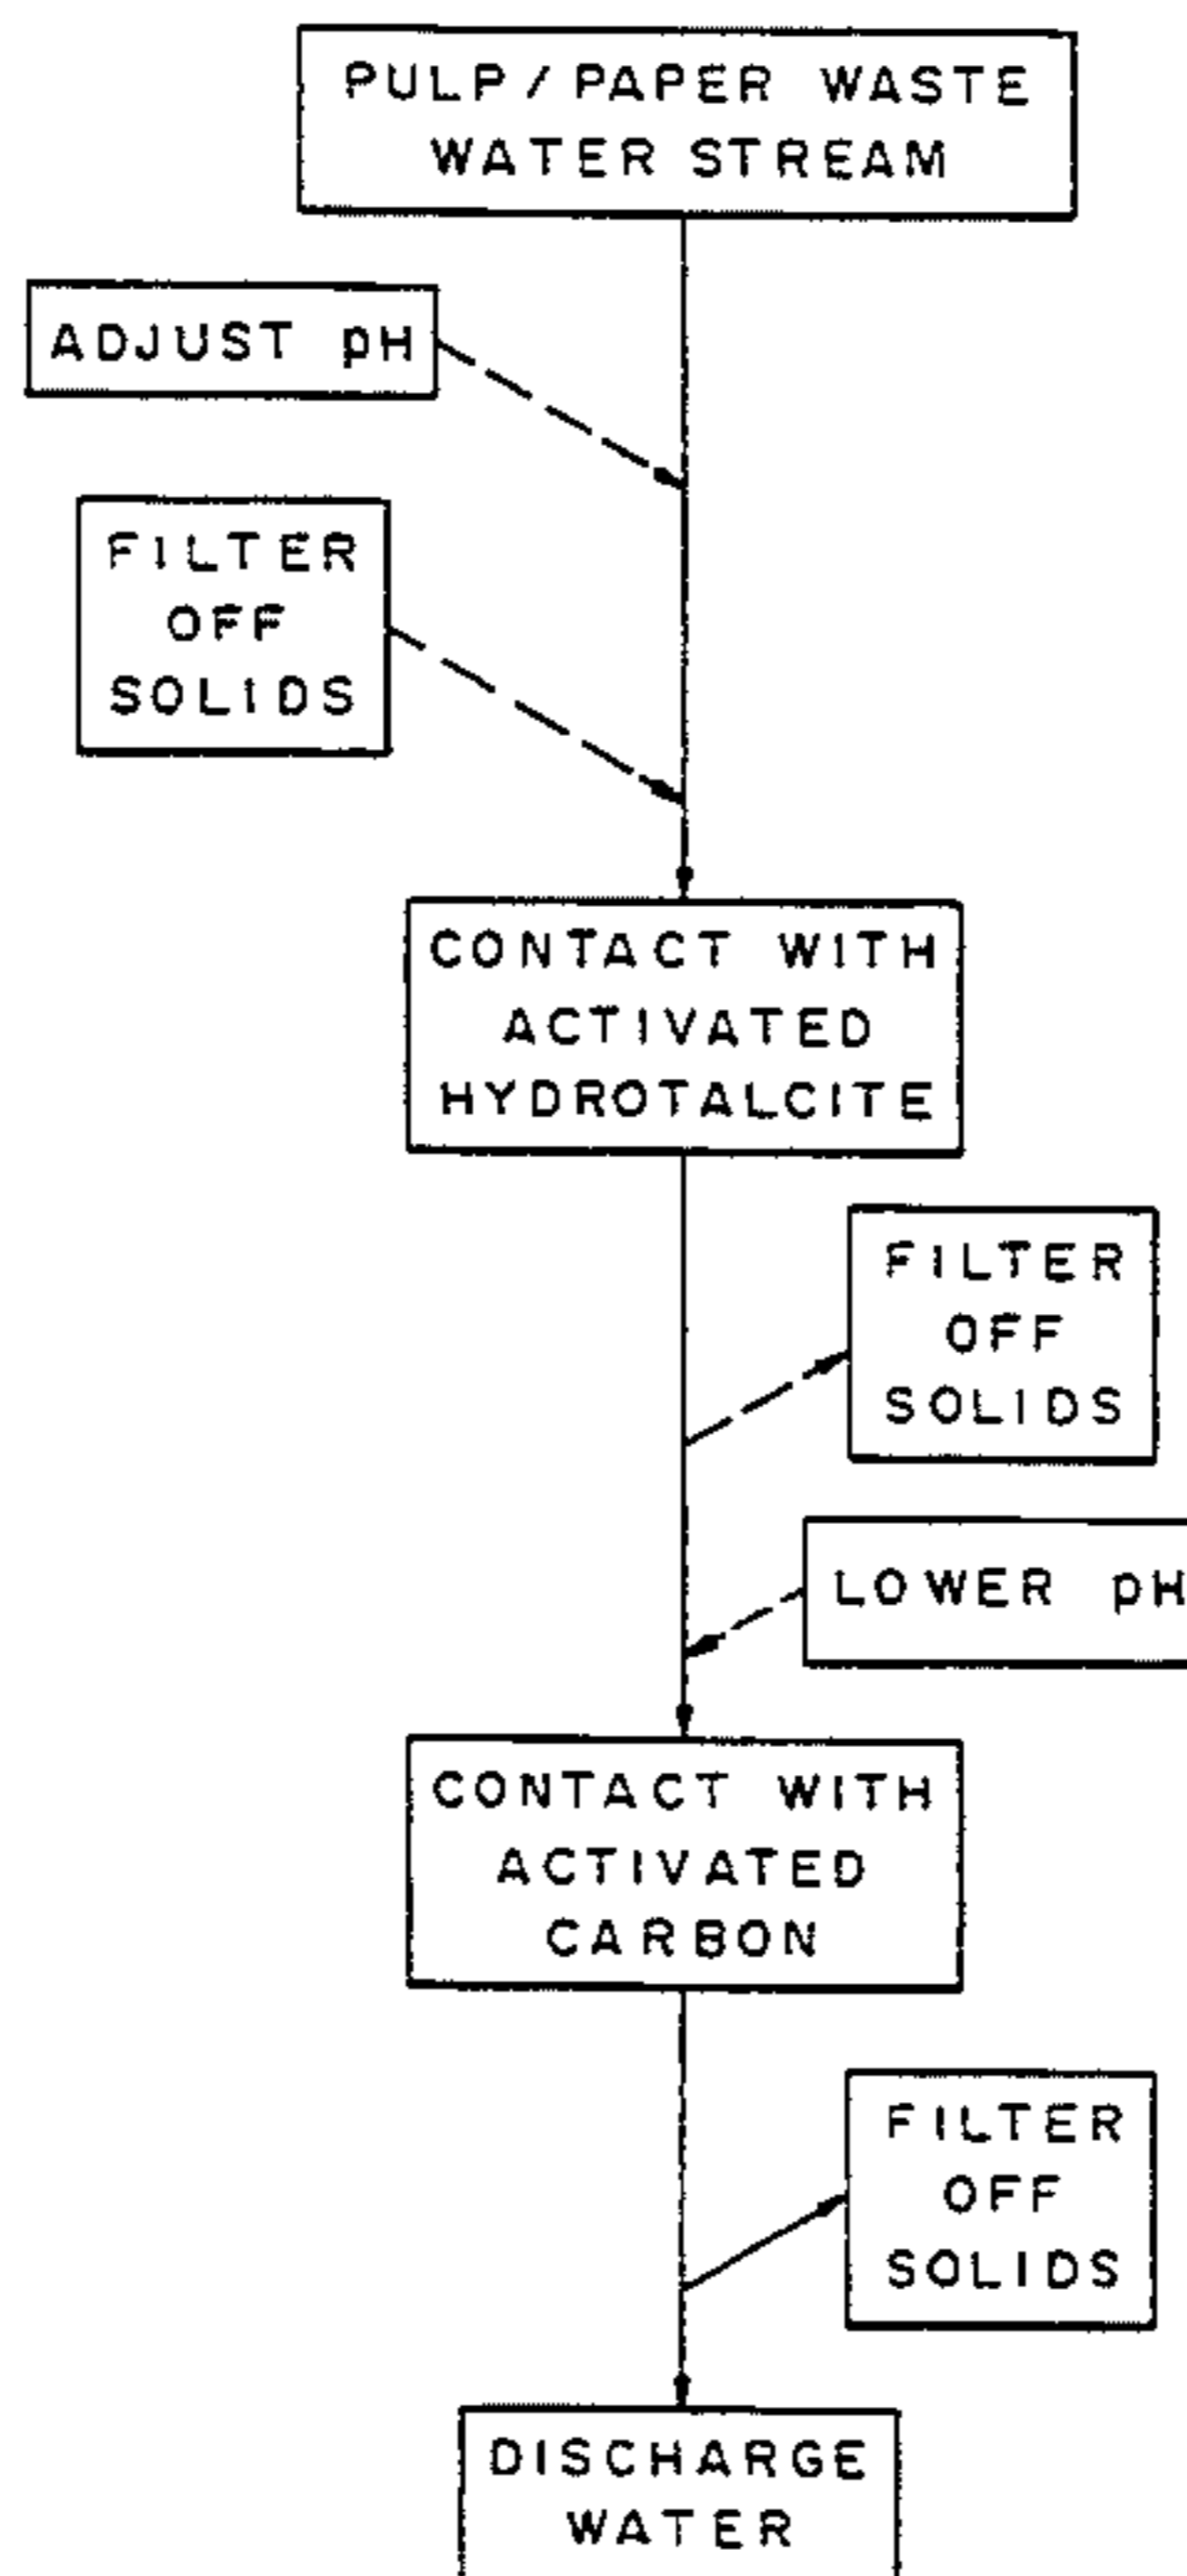 PULP/PAPER WASTE
WATER STREAM
ADJUST pH
FILTER
OFF
SOLIDS
CONTACT WITH
ACTIVATED
HYDROTALCITE
FILTER
OFF
SOLIDS
LOWER pH
CONTACT WITH
ACTIVATED
CARBON
FILTER
OFF
SOLIDS
DISCHARGE
WATER